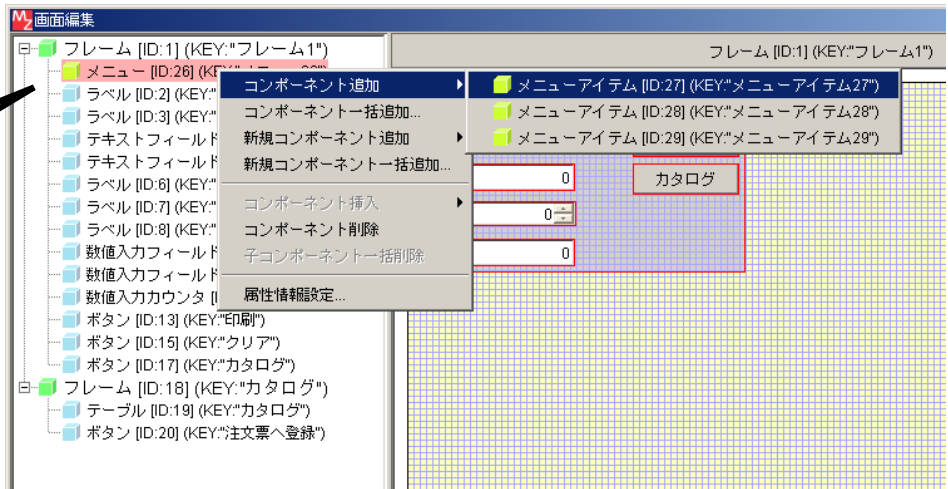 画面編集
フレーム [ID:1] (KEY:"フレーム1")
メニュー [ID:26] (KE
ラベル [ID:2] (KEY:"
ラベル [ID:3] (KEY:"
テキストフィールド
テキストフィールド
ラベル [ID:6] (KEY:"
ラベル [ID:7] (KEY:"
ラベル [ID:8] (KEY:"
数値入力フィールド
数値入力フィールド
数値入力カウンタ [I
ボタン [ID:13] (KEY:"印刷")
ボタン [ID:15] (KEY:"クリア")
ボタン [ID:17] (KEY:"カタログ")
フレーム [ID:18] (KEY:"カタログ")
テーブル [ID:19] (KEY:"カタログ")
ボタン [ID:20] (KEY:"注文票へ登録")
コンポーネント追加
コンポーネント一括追加...
新規コンポーネント追加
新規コンポーネント一括追加...
コンポーネント挿入
コンポーネント削除
子コンポーネント一括削除
属性情報設定...
メニューアイテム [ID:27] (KEY:"メニューアイテム27")
メニューアイテム [ID:28] (KEY:"メニューアイテム28")
メニューアイテム [ID:29] (KEY:"メニューアイテム29")
フレーム [ID:1] (KEY:"フレーム1")
0
カタログ
0
0